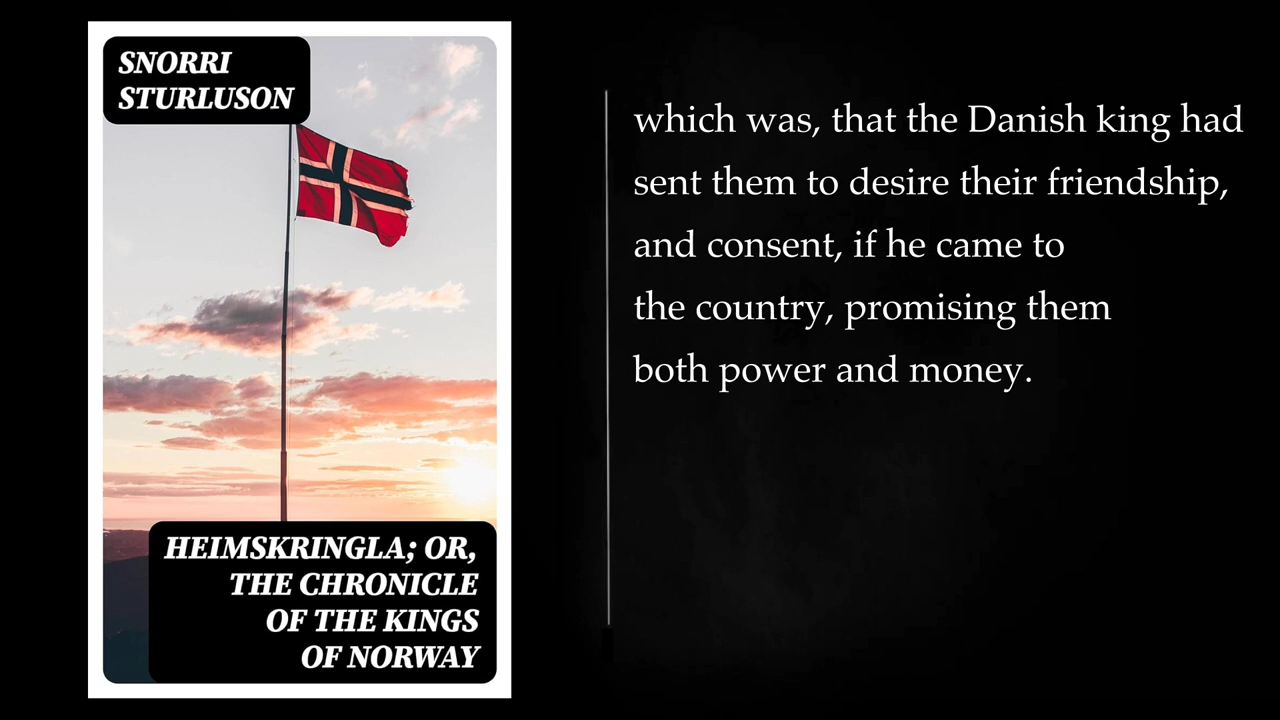 SNORRI
STURLUSON
HEIMSKRINGLA; OR,
THE CHRONICLE
OF THE KINGS
OF NORWAY
which was, that the Danish king had
sent them to desire their friendship,
and consent, if he came to
the country, promising them
both power and money.